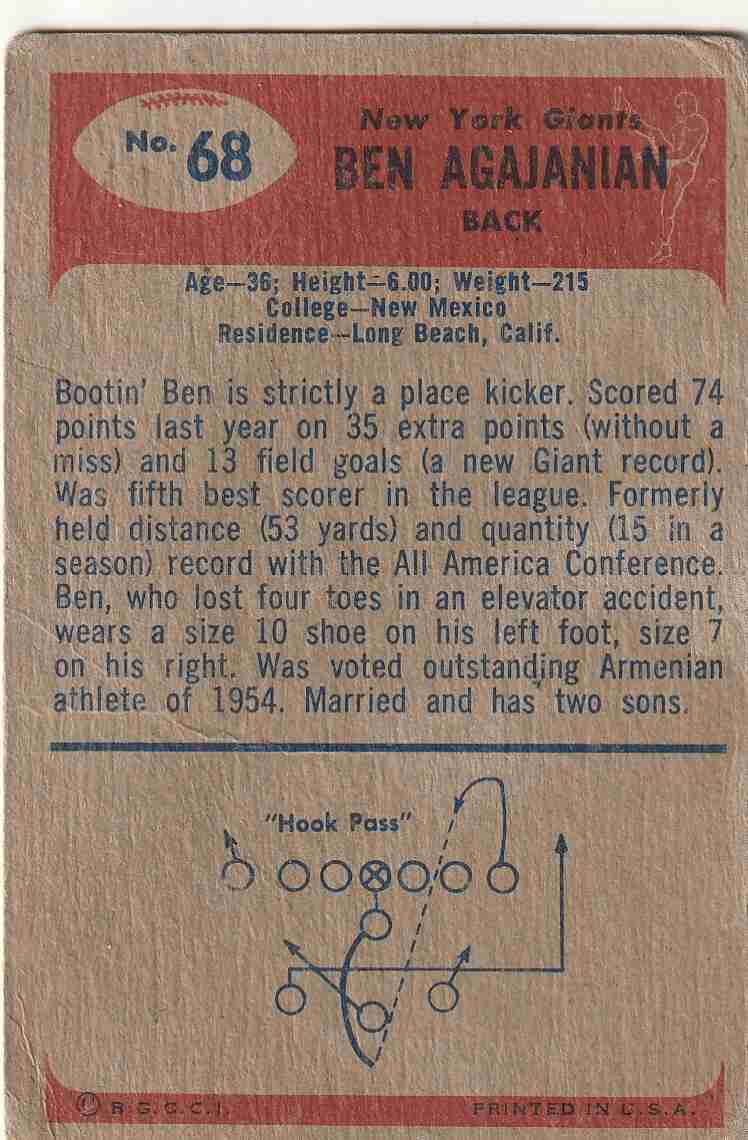 No. 68
New York Giants
BEN AGAJANIAN
BACK
Age—36; Height—6.00; Weight—215
College—New Mexico
Residence—Long Beach, Calif.
Bootin' Ben is strictly a place kicker. Scored 74
points last year on 35 extra points (without a
miss) and 13 field goals (a new Giant record).
Was fifth best scorer in the league. Formerly
held distance (53 yards) and quantity (15 in a
season) record with the All America Conference.
Ben, who lost four toes in an elevator accident,
wears a size 10 shoe on his left foot, size 7
on his right. Was voted outstanding Armenian
athlete of 1954. Married and has two sons.
"Hook Pass"
© B.G.C.I. PRINTED IN U.S.A.